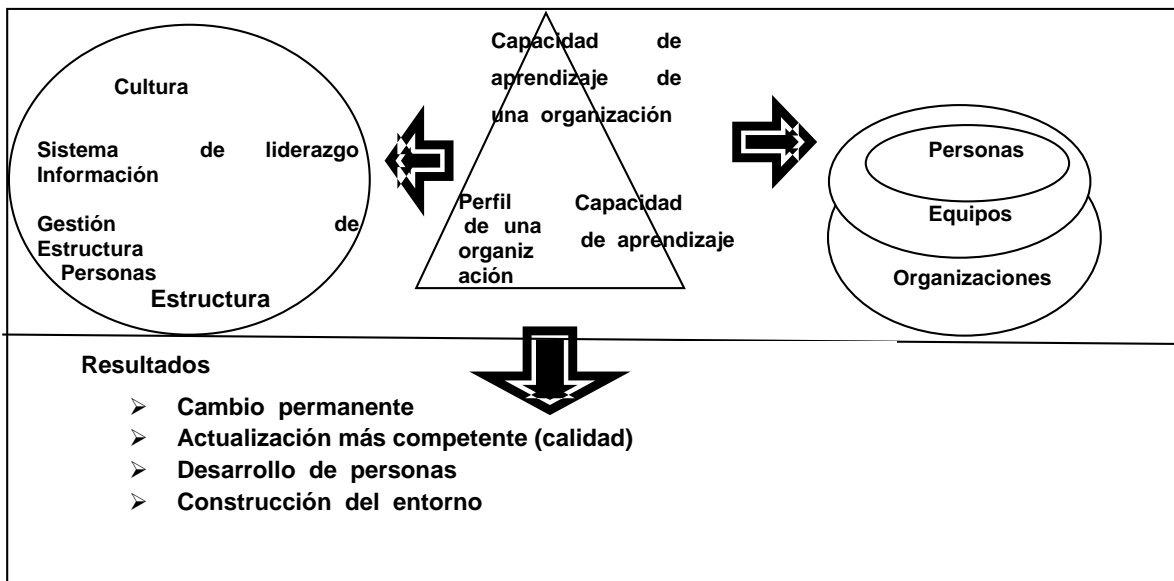 Cultura
Sistema de liderazgo
Información
Gestión de
Estructura
Personas
Estructura
Capacidad de
aprendizaje de
una organización
Perfil
de una
organiz
ación
Capacidad
de aprendizaje
Personas
Equipos
Organizaciones
Resultados
➢ Cambio permanente
➢ Actualización más competente (calidad)
➢ Desarrollo de personas
➢ Construcción del entorno